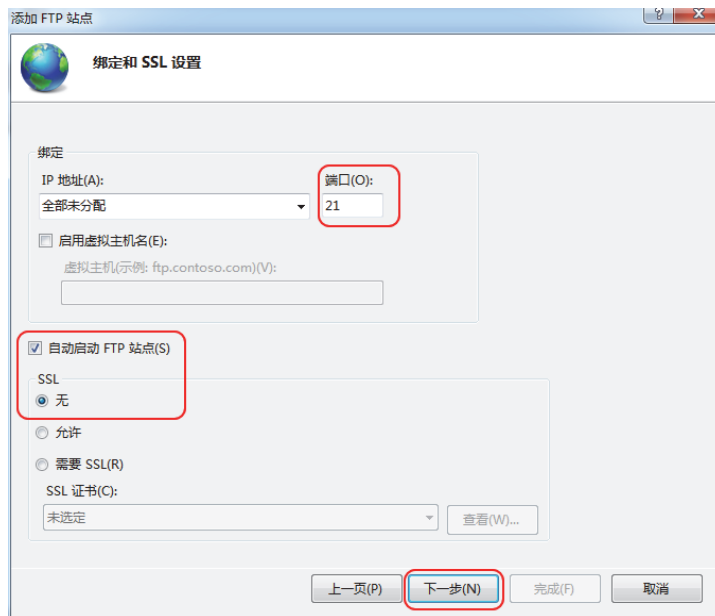 添加 FTP 站点
绑定和 SSL 设置
绑定
IP 地址(A):
端口(O):
全部未分配
21
启用虚拟主机名(E):
虚拟主机(示例: ftp.contoso.com)(V):
自动启动 FTP 站点(S)
SSL
无
允许
需要 SSL(R)
SSL 证书(C):
未选定
查看(W)...
上一页(P)
下一步(N)
完成(F)
取消